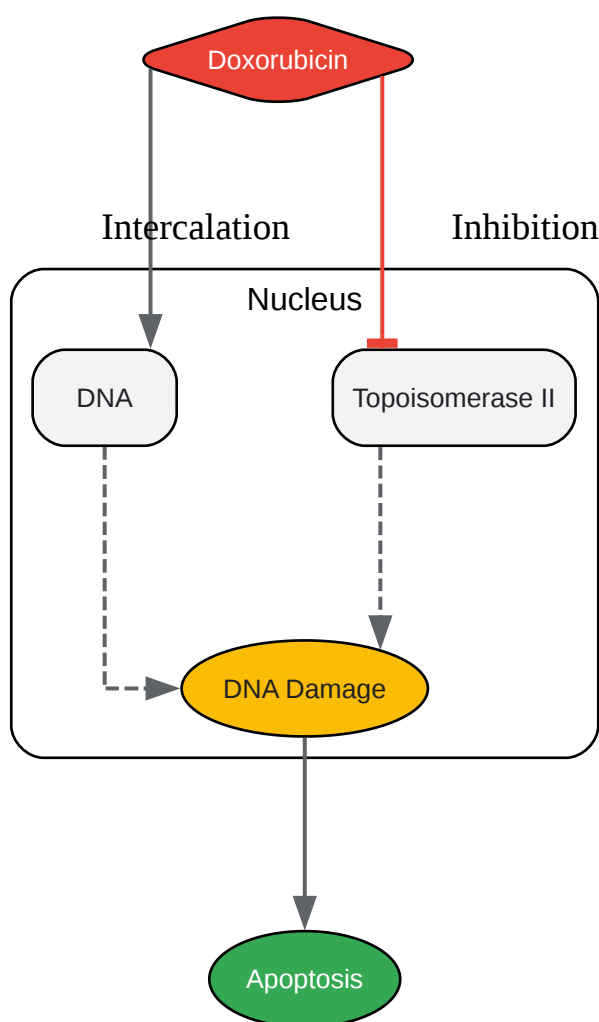 Doxorubicin
Intercalation
Inhibition
Nucleus
DNA
Topoisomerase II
DNA Damage
Apoptosis